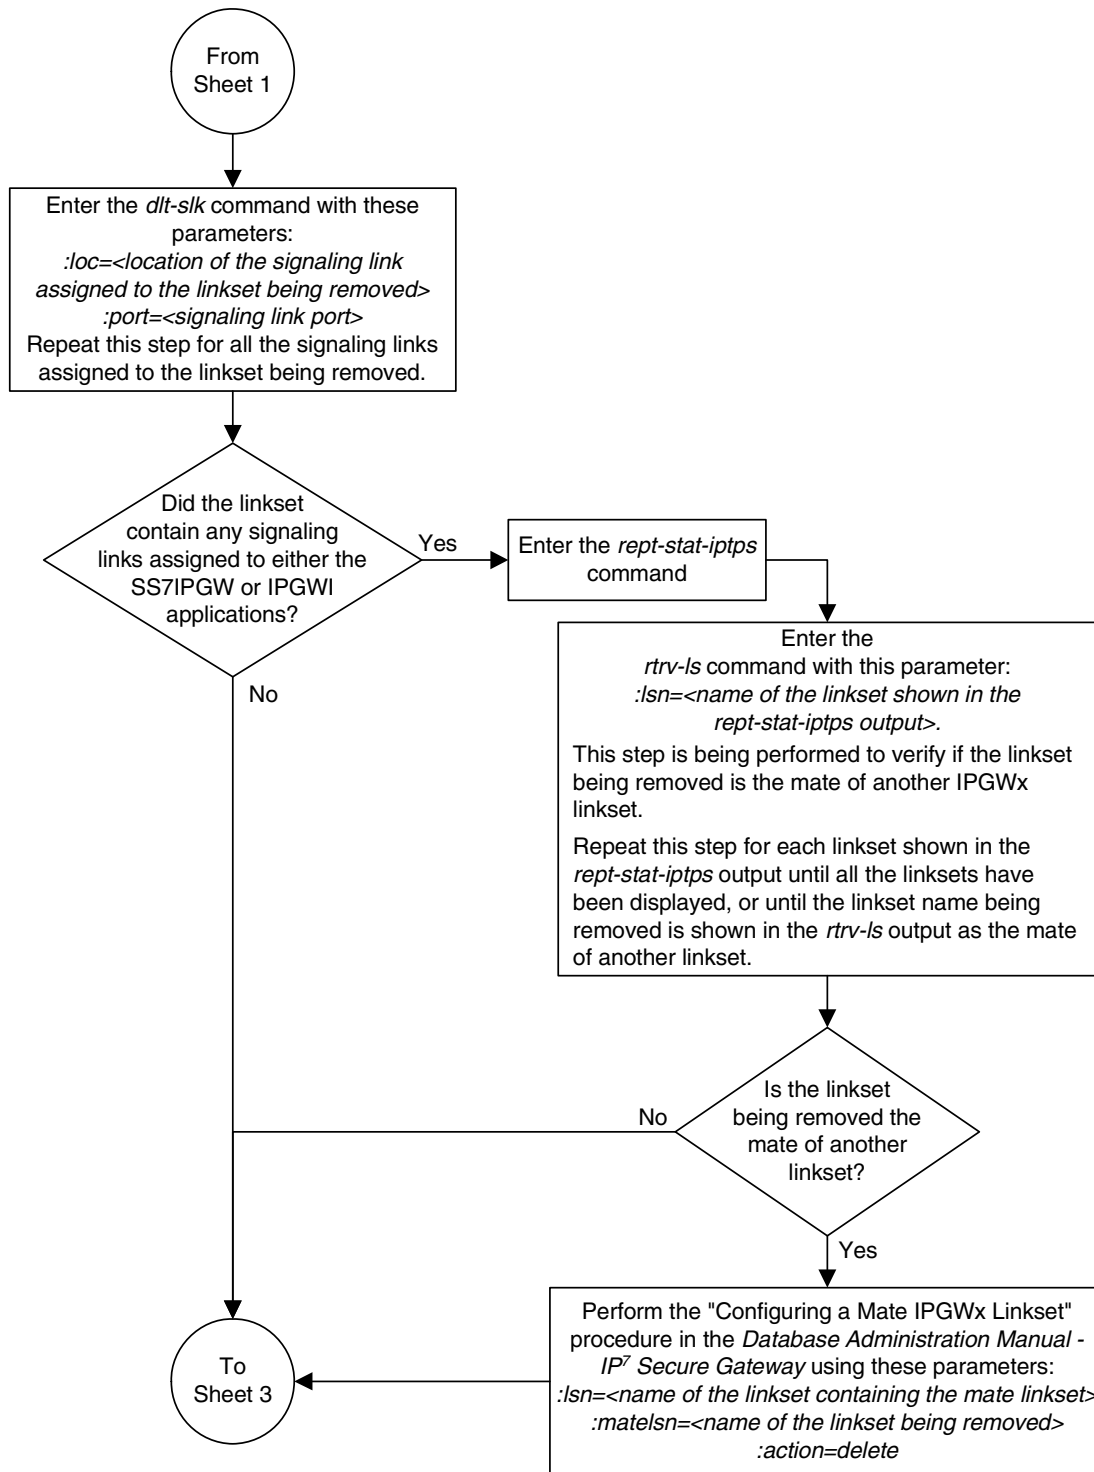 From
Sheet 1
Enter the dlt-slk command with these
parameters:
:loc=<location of the signaling link
assigned to the linkset being removed>
:port=<signaling link port>
Repeat this step for all the signaling links
assigned to the linkset being removed.
Did the linkset
contain any signaling
links assigned to either the
SS7IPGW or IPGWI
applications?
Yes
Enter the rept-stat-iptps
command
No
Enter the
rtrv-ls command with this parameter:
:lsn=<name of the linkset shown in the
rept-stat-iptps output>.
This step is being performed to verify if the linkset
being removed is the mate of another IPGWx
linkset.
Repeat this step for each linkset shown in the
rept-stat-iptps output until all the linksets have
been displayed, or until the linkset name being
removed is shown in the rtrv-ls output as the mate
of another linkset.
Is the linkset
being removed the
mate of another
linkset?
No
Yes
Perform the "Configuring a Mate IPGWx Linkset"
procedure in the Database Administration Manual -
IP⁷ Secure Gateway using these parameters:
:lsn=<name of the linkset containing the mate linkset>
:matelsn=<name of the linkset being removed>
:action=delete
To
Sheet 3